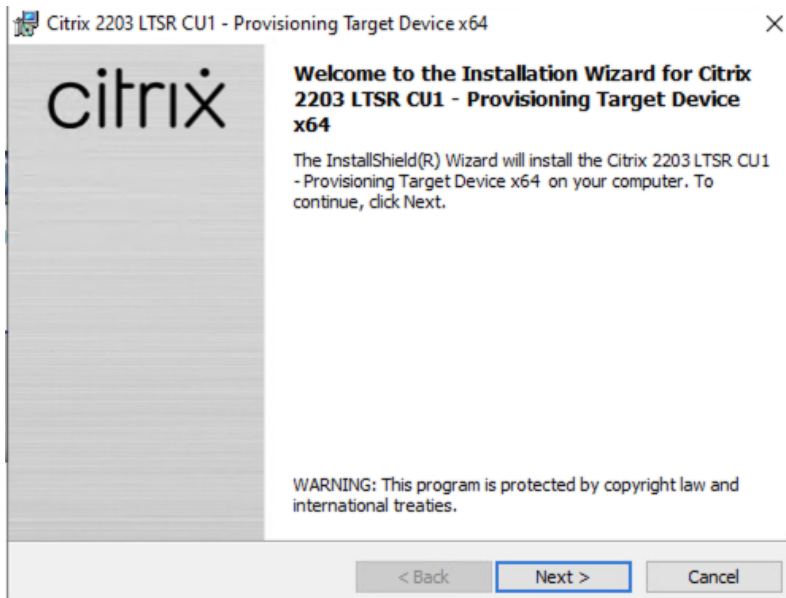 Citrix 2203 LTSR CU1 - Provisioning Target Device x64
citrix
Welcome to the Installation Wizard for Citrix
2203 LTSR CU1 - Provisioning Target Device
x64
The InstallShield(R) Wizard will install the Citrix 2203 LTSR CU1
- Provisioning Target Device x64 on your computer. To
continue, click Next.
WARNING: This program is protected by copyright law and
international treaties.
< Back
Next >
Cancel